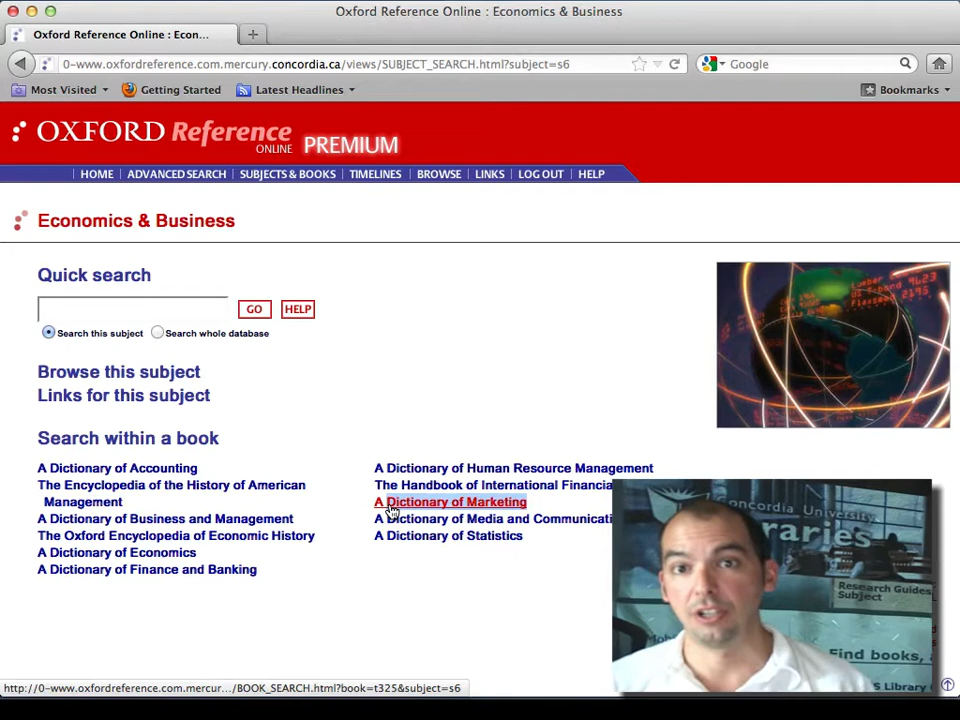 Oxford Reference Online : Economics & Business
Oxford Reference Online : Econ...
0-www.oxfordreference.com.mercury.concordia.ca/views/SUBJECT_SEARCH.html?subject=s6
Google
Most Visited
Getting Started
Latest Headlines
Bookmarks
OXFORD Reference
ONLINE PREMIUM
HOME | ADVANCED SEARCH | SUBJECTS & BOOKS | TIMELINES | BROWSE | LINKS | LOG OUT | HELP
Economics & Business
Quick search
GO HELP
Search this subject Search whole database
Browse this subject
Links for this subject
Search within a book
A Dictionary of Accounting
The Encyclopedia of the History of American
Management
A Dictionary of Business and Management
The Oxford Encyclopedia of Economic History
A Dictionary of Economics
A Dictionary of Finance and Banking
A Dictionary of Human Resource Management
The Handbook of International Financia
A Dictionary of Marketing
A Dictionary of Media and Communicati
A Dictionary of Statistics
Lumber
US T-bond 9623
Flaxseed 2195
Concordia University
raries
Research Guides
Subject
Find books, a
S Library
http://0-www.oxfordreference.com.mercur.../BOOK_SEARCH.html?book=t325&subject=s6